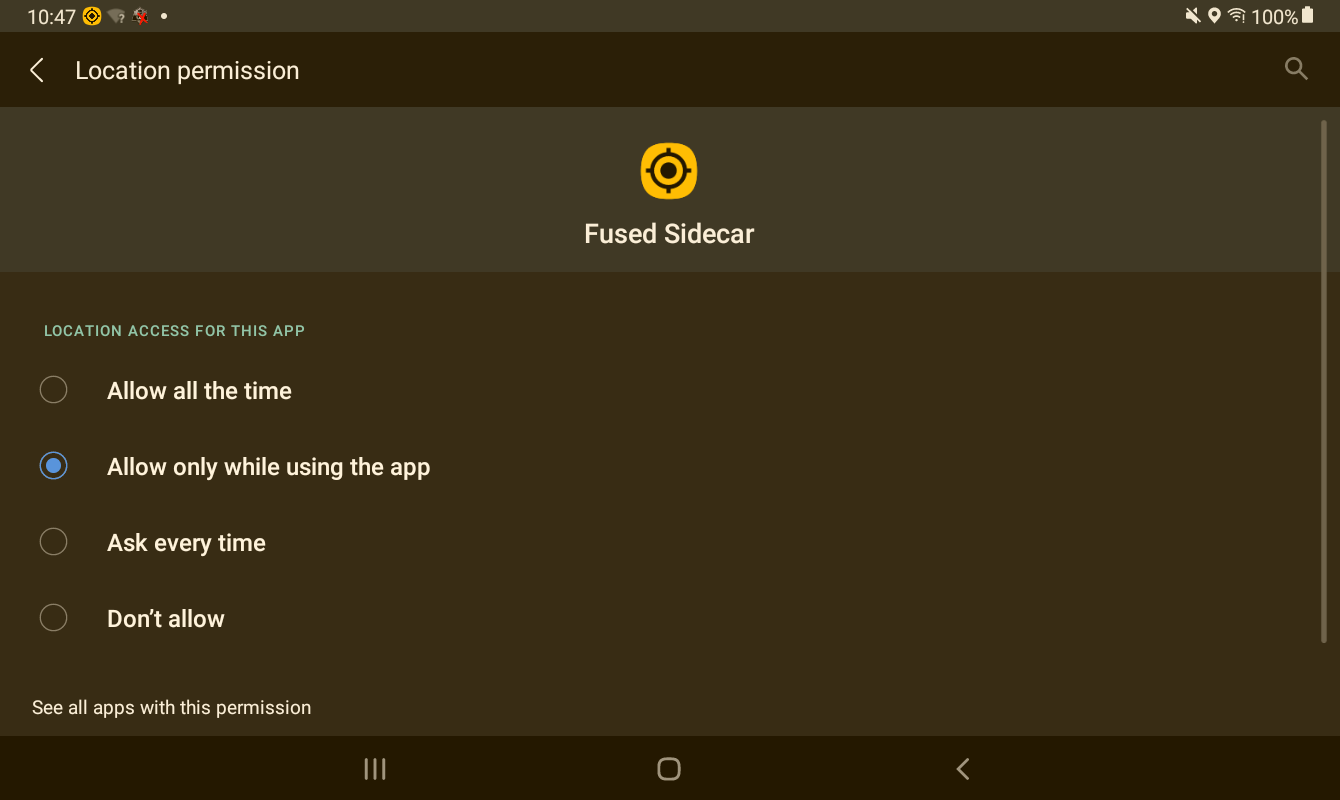 10:47
100%
Location permission
Fused Sidecar
LOCATION ACCESS FOR THIS APP
Allow all the time
Allow only while using the app
Ask every time
Don’t allow
See all apps with this permission